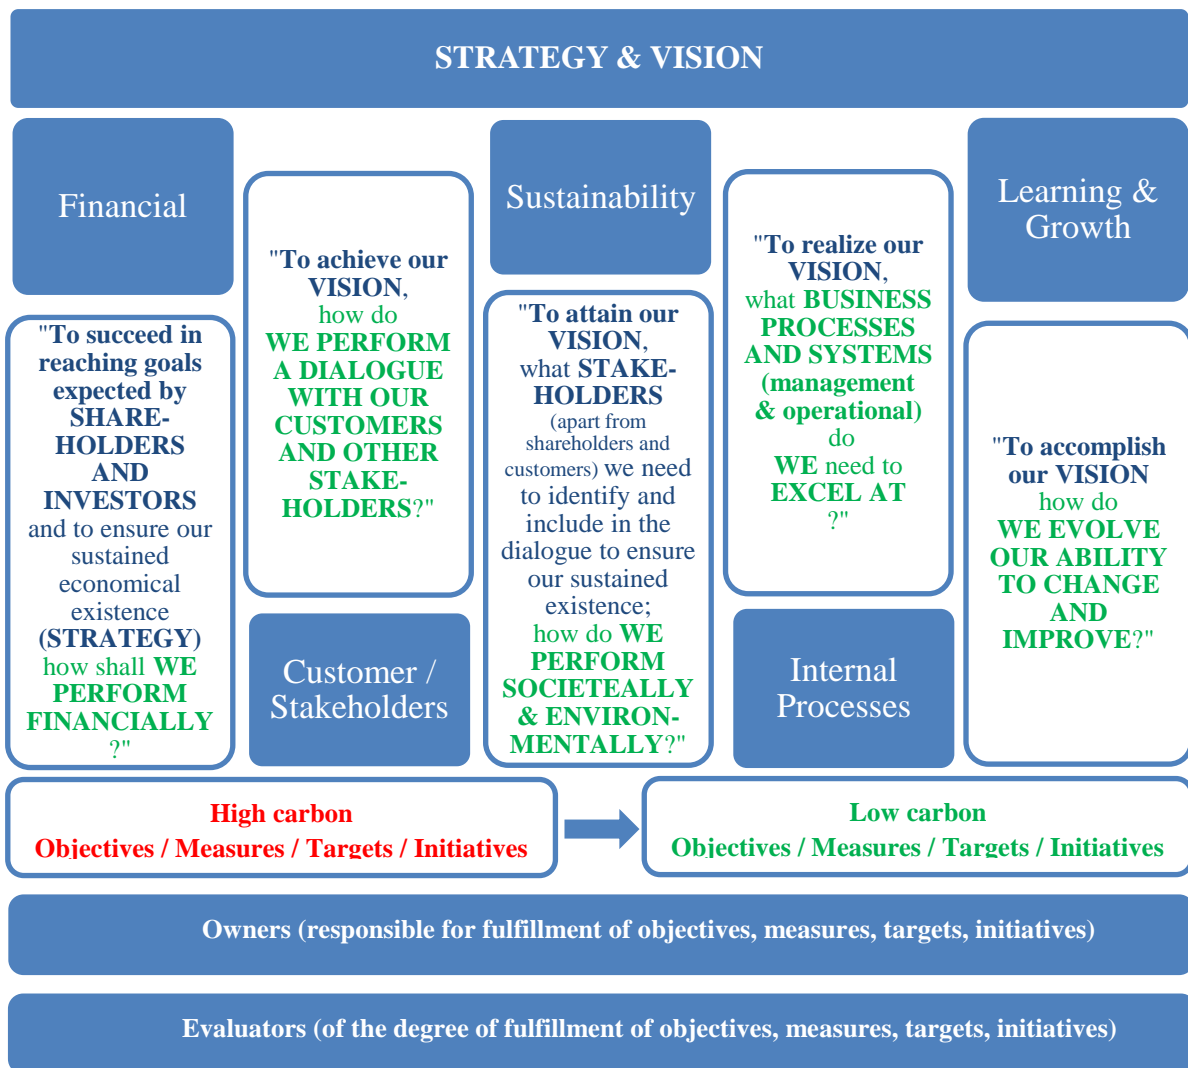 STRATEGY & VISION
Financial
"To succeed in
reaching goals
expected by
SHARE-
HOLDERS
AND
INVESTORS
and to ensure our
sustained
economical
existence
(STRATEGY)
how shall WE
PERFORM
FINANCIALLY
?"
"To achieve our
VISION,
how do
WE PERFORM
A DIALOGUE
WITH OUR
CUSTOMERS
AND OTHER
STAKE-
HOLDERS?"
Customer /
Stakeholders
Sustainability
"To attain our
VISION,
what STAKE-
HOLDERS
(apart from
shareholders and
customers) we need
to identify and
include in the
dialogue to ensure
our sustained
existence;
how do WE
PERFORM
SOCIETEALLY
& ENVIRON-
MENTALLY?"
"To realize our
VISION,
what BUSINESS
PROCESSES
AND SYSTEMS
(management
& operational)
do
WE need to
EXCEL AT
?"
Internal
Processes
Learning &
Growth
"To accomplish
our VISION
how do
WE EVOLVE
OUR ABILITY
TO CHANGE
AND
IMPROVE?"
High carbon
Objectives / Measures / Targets / Initiatives
Low carbon
Objectives / Measures / Targets / Initiatives
Owners (responsible for fulfillment of objectives, measures, targets, initiatives)
Evaluators (of the degree of fulfillment of objectives, measures, targets, initiatives)